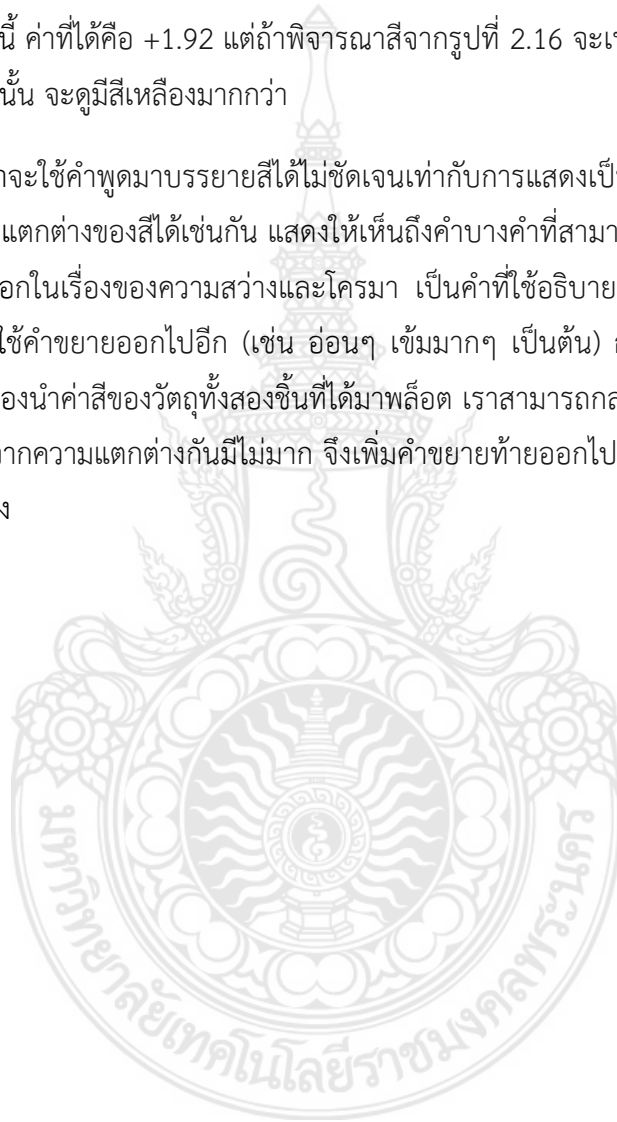 นี้ ค่าที่ได้คือ +1.92 แต่ถ้าพิจารณาสีจากรูปที่ 2.16 จะเ
นั้น จะดูมีสีเหลืองมากกว่า
จะใช้คำพูดมาบรรยายสีได้ไม่ชัดเจนเท่ากับการแสดงเป็
แตกต่างของสีได้เช่นกัน แสดงให้เห็นถึงคำบางคำที่สามา
อกในเรื่องของความสว่างและโครมา เป็นคำที่ใช้อธิบาย
ใช้คำขยายออกไปอีก (เช่น อ่อนๆ เข้มมากๆ เป็นต้น)
องนำค่าสีของวัตถุทั้งสองชิ้นที่ได้มาพล็อต เราสามารถก
ากความแตกต่างกันมีไม่มาก จึงเพิ่มคำขยายท้ายออกไป
ง
มหาวิทยาลัยเทคโนโลยีราชมงคลพระนคร